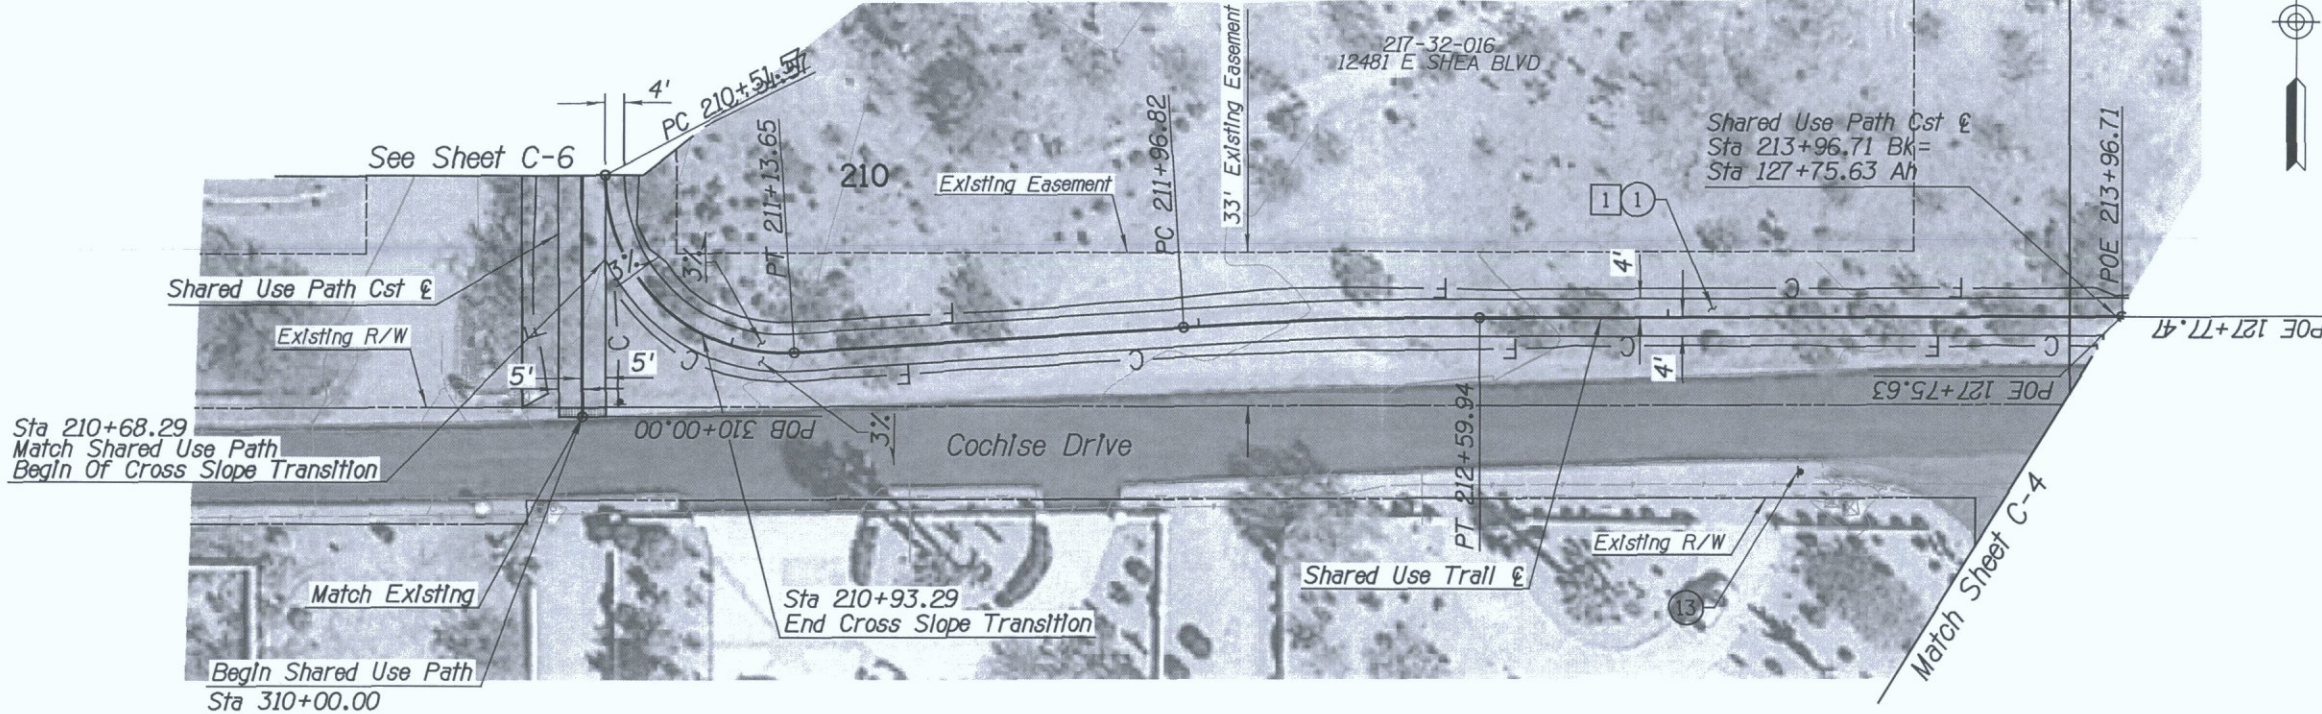 217-32-016
12481 E SHEA BLVD
33' Existing Easement
4'
PC 210+51.57
See Sheet C-6
PT 211+13.65
210
Existing Easement
PC 211+96.82
Shared Use Path Cst ℄
Sta 213+96.71 Bk=
Sta 127+75.63 Ah
POE 213+96.71
1 1
Shared Use Path Cst ℄
3%
3%
4'
F
C
F
F
POE 127+77.47
Existing R/W
C
5'
5'
C
F
C
C
F
F
C
F
C
4'
POE 127+75.63
Sta 210+68.29
Match Shared Use Path
Begin Of Cross Slope Transition
POB 310+00.00
3%
Cochise Drive
PT 212+59.94
Match Existing
Sta 210+93.29
End Cross Slope Transition
Shared Use Trail ℄
Existing R/W
13
Match Sheet C-4
Begin Shared Use Path
Sta 310+00.00